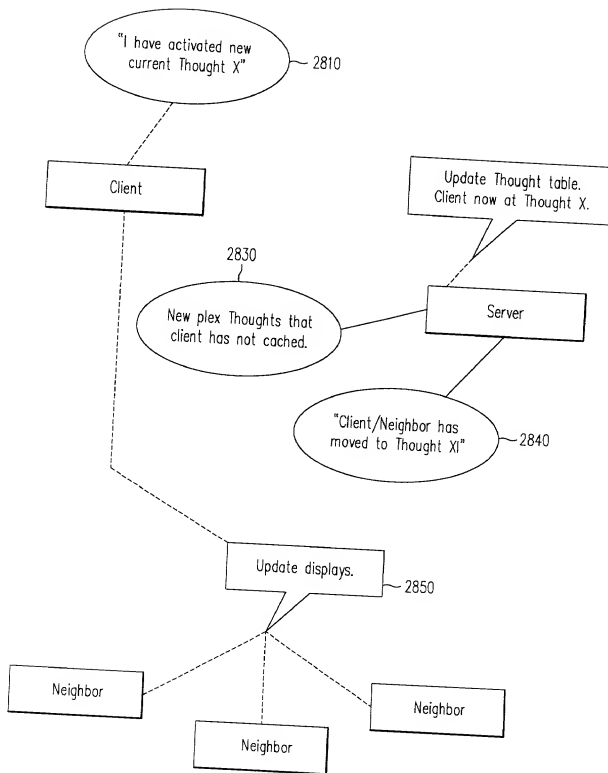 "I have activated new
current Thought X"
2810
Client
Update Thought table.
Client now at Thought X.
2830
New plex Thoughts that
client has not cached.
Server
"Client/Neighbor has
moved to Thought XI"
2840
Update displays.
2850
Neighbor
Neighbor
Neighbor